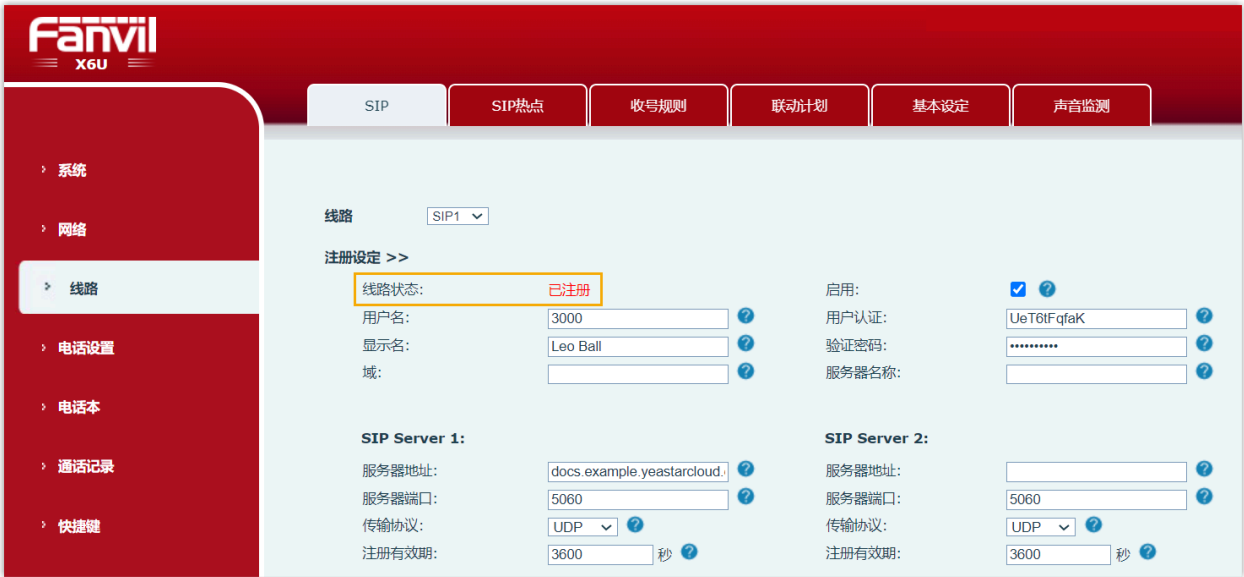 Fanvil
X6U
SIP SIP热点 收号规则 联动计划 基本设定 声音监测
系统
网络
线路
电话设置
电话本
通话记录
快捷键
线路 SIP1
注册设定 >>
线路状态: 已注册 启用:
用户名: 3000 用户认证: UeT6tFqfaK
显示名: Leo Ball 验证密码: ••••••••••
域: 服务器名称:
SIP Server 1: SIP Server 2:
服务器地址: docs.example.yeastarcloud. 服务器地址:
服务器端口: 5060 服务器端口: 5060
传输协议: UDP 传输协议: UDP
注册有效期: 3600 秒 注册有效期: 3600 秒